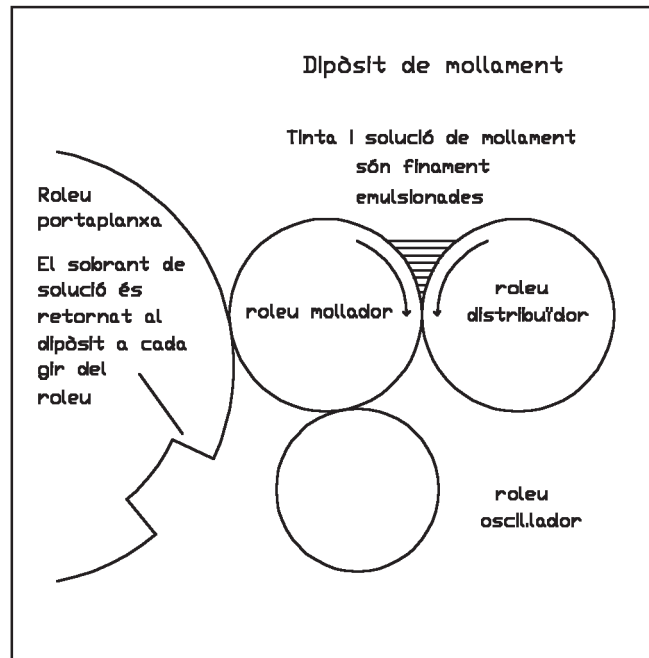 Dipòsit de mollament
Tinta i solució de mollament
són finament
emulsionades
Roleu
portaplanxa
El sobrant de
solució és
retornat al
dipòsit a cada
gir del
roleu
roleu mollador
roleu
distribuïdor
roleu
oscil.lador